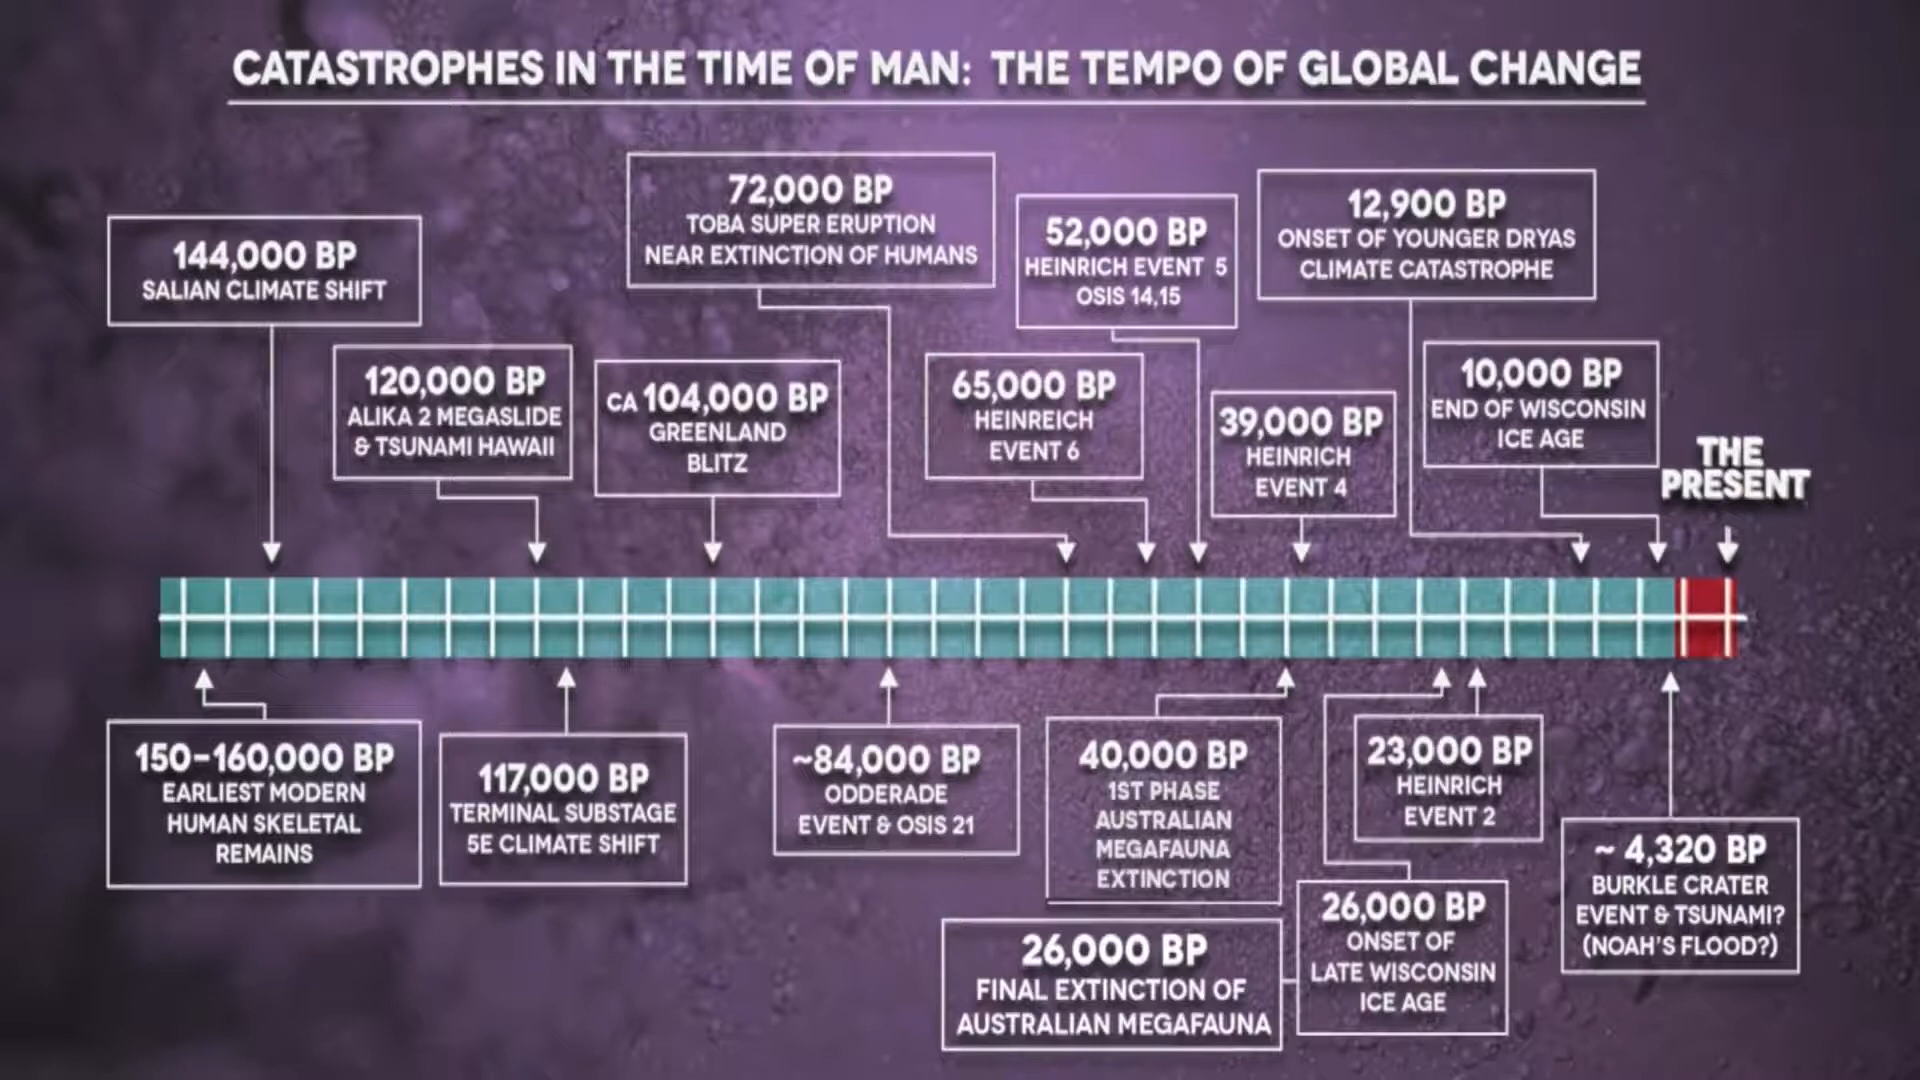 CATASTROPHES IN THE TIME OF MAN: THE TEMPO OF GLOBAL CHANGE
144,000 BP
SALIAN CLIMATE SHIFT
120,000 BP
ALIKA 2 MEGASLIDE
& TSUNAMI HAWAII
CA 104,000 BP
GREENLAND
BLITZ
72,000 BP
TOBA SUPER ERUPTION
NEAR EXTINCTION OF HUMANS
65,000 BP
HEINREICH
EVENT 6
52,000 BP
HEINRICH EVENT 5
OSIS 14,15
39,000 BP
HEINRICH
EVENT 4
12,900 BP
ONSET OF YOUNGER DRYAS
CLIMATE CATASTROPHE
10,000 BP
END OF WISCONSIN
ICE AGE
THE
PRESENT
150-160,000 BP
EARLIEST MODERN
HUMAN SKELETAL
REMAINS
117,000 BP
TERMINAL SUBSTAGE
5E CLIMATE SHIFT
~84,000 BP
ODDERADE
EVENT & OSIS 21
40,000 BP
1ST PHASE
AUSTRALIAN
MEGAFAUNA
EXTINCTION
26,000 BP
FINAL EXTINCTION OF
AUSTRALIAN MEGAFAUNA
26,000 BP
ONSET OF
LATE WISCONSIN
ICE AGE
23,000 BP
HEINRICH
EVENT 2
~ 4,320 BP
BURKLE CRATER
EVENT & TSUNAMI?
(NOAH'S FLOOD?)